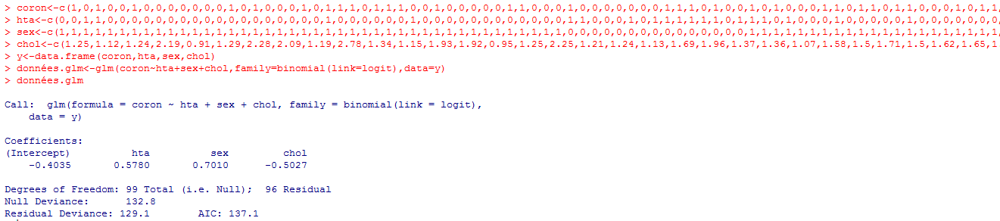 > coron<-c(1,0,1,0,0,1,0,0,0,0,0,0,1,0,1,0,0,1,0,1,1,1,0,1,1,1,0,1,0,1,0,0,0,0,0,1,1,0,0,0,1,0,0,0,0,0,0,0,1,1,1,0,1,0,0,1,0,1,0,0,0,1,1,0,1,1,0,1,1,0,0,0,1,0,1,1,
> hta<-c(0,0,1,1,0,0,0,0,0,0,0,0,1,0,0,0,0,0,0,1,0,0,0,0,0,0,0,0,1,0,0,0,0,0,0,0,0,0,0,0,0,1,0,1,0,0,0,0,1,0,1,1,1,1,1,1,0,1,0,1,1,0,1,0,0,1,0,0,0,0,0,1,0,0,0,0,0,
> sex<-c(1,1,1,1,1,1,1,1,1,1,1,1,1,1,1,1,1,1,1,1,1,1,1,1,1,1,1,1,1,1,1,1,1,1,1,1,1,1,1,1,1,0,0,0,0,0,0,0,0,0,0,0,0,0,0,0,1,1,1,1,1,1,1,1,1,1,1,1,1,1,1,1,1,1,1,1,1,
> chol<-c(1.25,1.12,1.24,2.19,0.91,1.29,2.28,2.09,1.19,2.78,1.34,1.15,1.93,1.92,0.95,1.25,2.25,1.21,1.24,1.13,1.69,1.96,1.37,1.36,1.07,1.58,1.5,1.71,1.5,1.62,1.65,1
> y<-data.frame(coron,hta,sex,chol)
> données.glm<-glm(coron~hta+sex+chol,family=binomial(link=logit),data=y)
> données.glm
Call:  glm(formula = coron ~ hta + sex + chol, family = binomial(link = logit),
data = y)
Coefficients:
(Intercept)          hta          sex         chol
-0.4035       0.5780       0.7010      -0.5027
Degrees of Freedom: 99 Total (i.e. Null);  96 Residual
Null Deviance:      132.8
Residual Deviance: 129.1        AIC: 137.1